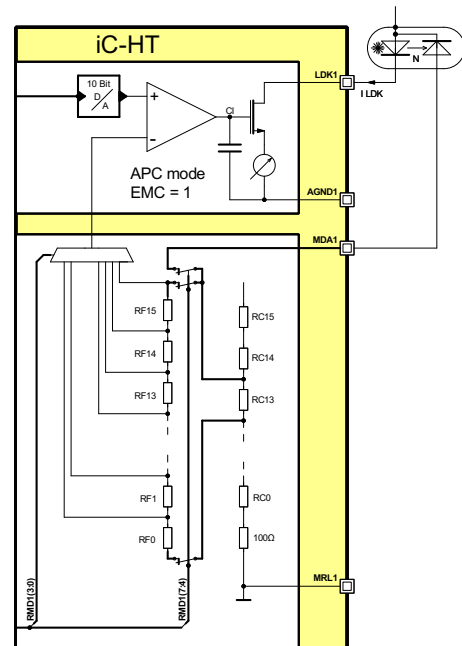 iC-HT
10 Bit
D
A
+
-
CI
LDK1
I LDK
N
APC mode
EMC = 1
AGND1
MDA1
RF15
RC15
RF14
RC14
RF13
RC13
RF1
RC0
RF0
100Ω
MRL1
RMD1(3:0)
RMD1(7:4)